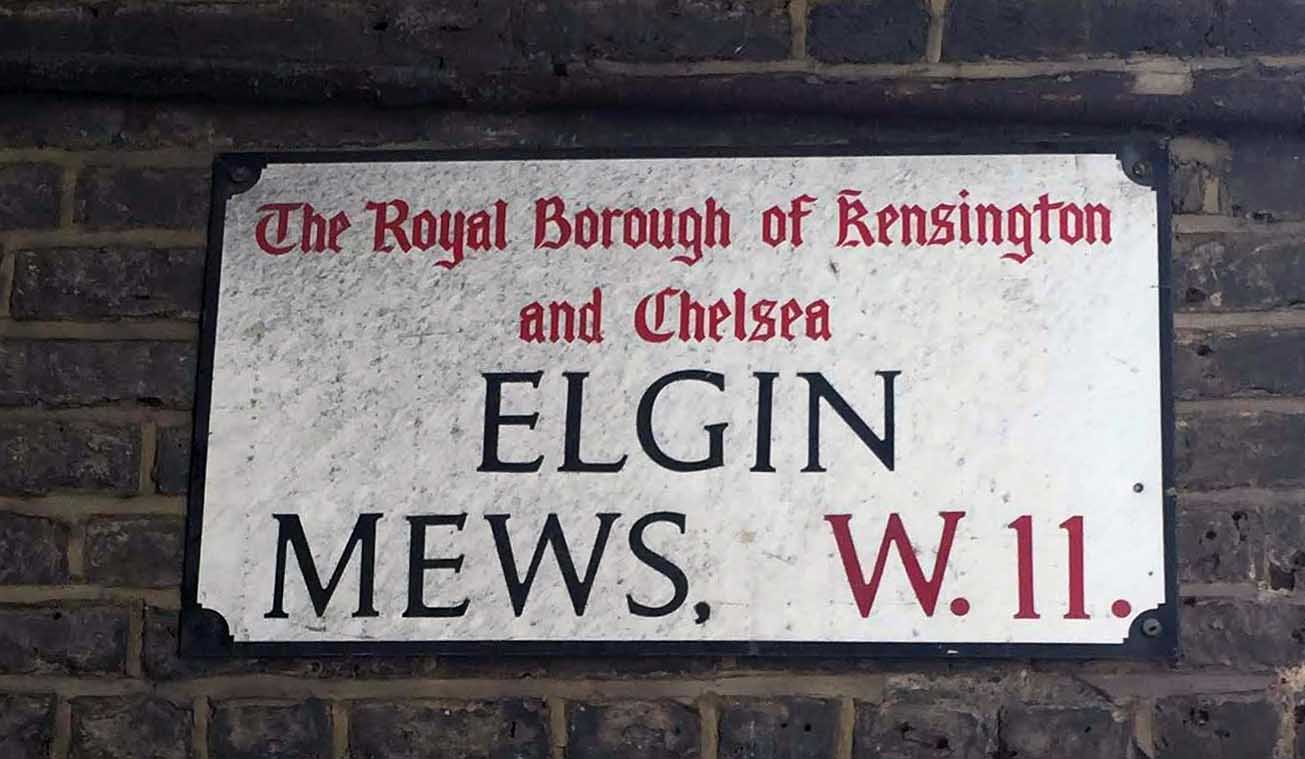 The Royal Borough of Kensington
and Chelsea
ELGIN
MEWS, W.11.